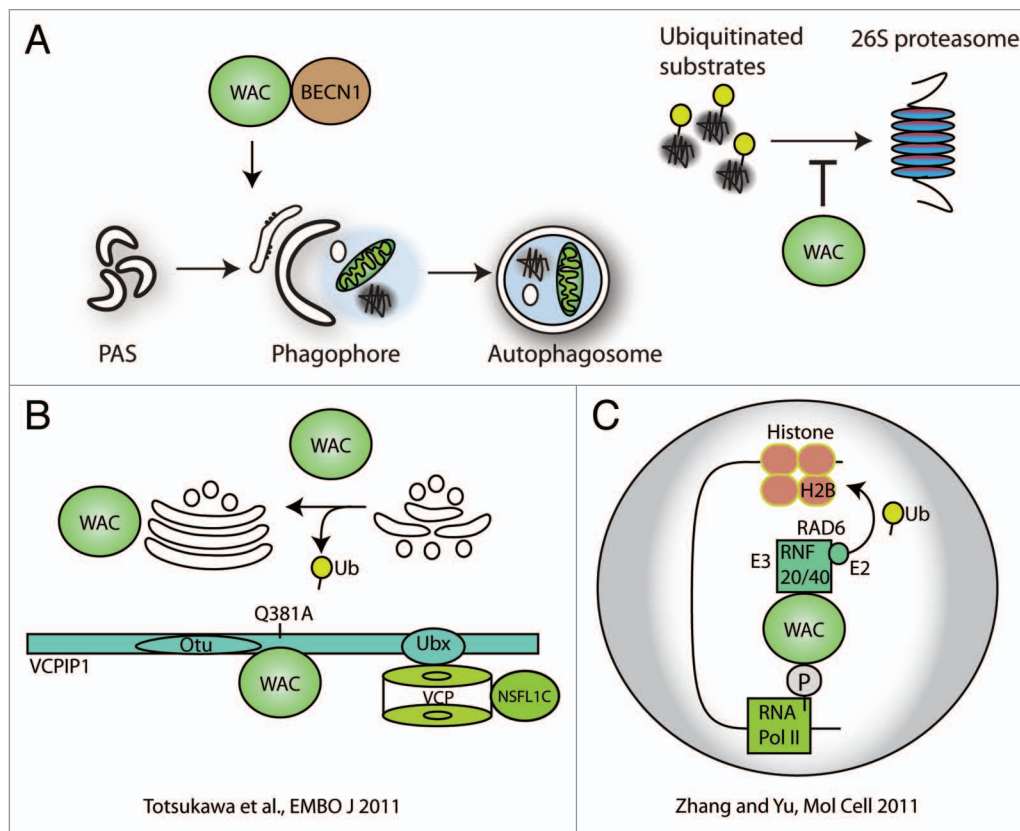 A
WAC
BECN1
Ubiquitinated
substrates
26S proteasome
WAC
PAS
Phagophore
Autophagosome
B
WAC
WAC
Ub
Q381A
Otu
Ubx
VCPIP1
WAC
VCP
NSFL1C
Totsukawa et al., EMBO J 2011
C
Histone
H2B
Ub
RAD6
E3
RNF
20/40
E2
WAC
P
RNA
Pol II
Zhang and Yu, Mol Cell 2011